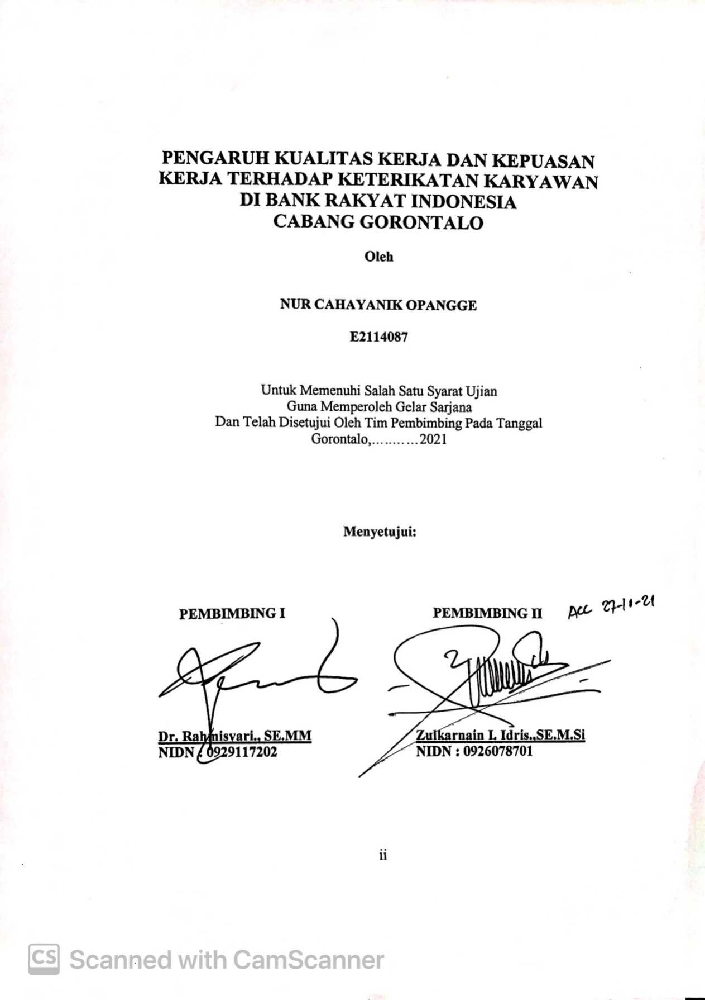 PENGARUH KUALITAS KERJA DAN KEPUASAN
KERJA TERHADAP KETERIKATAN KARYAWAN
DI BANK RAKYAT INDONESIA
CABANG GORONTALO
Oleh
NUR CAHAYANIK OPANGGE
E2114087
Untuk Memenuhi Salah Satu Syarat Ujian
Guna Memperoleh Gelar Sarjana
Dan Telah Disetujui Oleh Tim Pembimbing Pada Tanggal
Gorontalo,..........2021
Menyetujui:
PEMBIMBING I
Dr. Rahmisyari., SE.MM
NIDN : 0929117202
PEMBIMBING II
ACC 27-11-21
Zulkarnain I. Idris.,SE.M.Si
NIDN : 0926078701
ii
CS Scanned with CamScanner